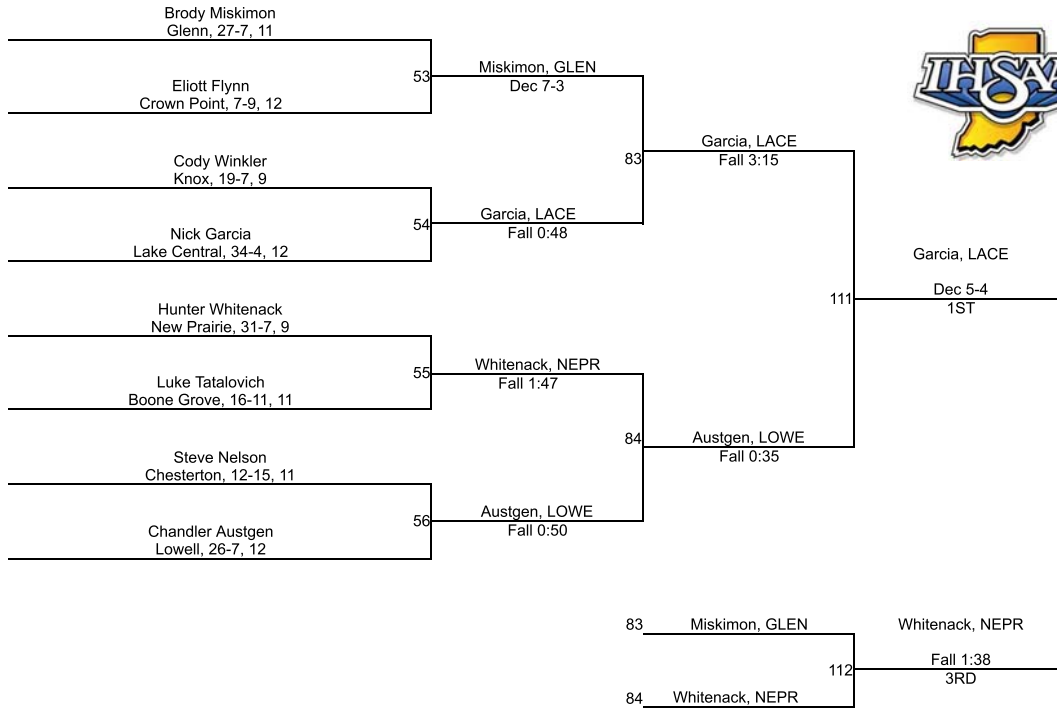 Brody Miskimon
Glenn, 27-7, 11
53
Eliott Flynn
Crown Point, 7-9, 12
Miskimon, GLEN
Dec 7-3
Cody Winkler
Knox, 19-7, 9
54
Nick Garcia
Lake Central, 34-4, 12
Garcia, LACE
Fall 0:48
83
Garcia, LACE
Fall 3:15
Hunter Whitenack
New Prairie, 31-7, 9
55
Luke Tatalovich
Boone Grove, 16-11, 11
Whitenack, NEPR
Fall 1:47
Steve Nelson
Chesterton, 12-15, 11
56
Chandler Austgen
Lowell, 26-7, 12
Austgen, LOWE
Fall 0:50
84
Austgen, LOWE
Fall 0:35
111
Garcia, LACE
Dec 5-4
1ST
IHSAA
83
Miskimon, GLEN
84
Whitenack, NEPR
112
Whitenack, NEPR
Fall 1:38
3RD